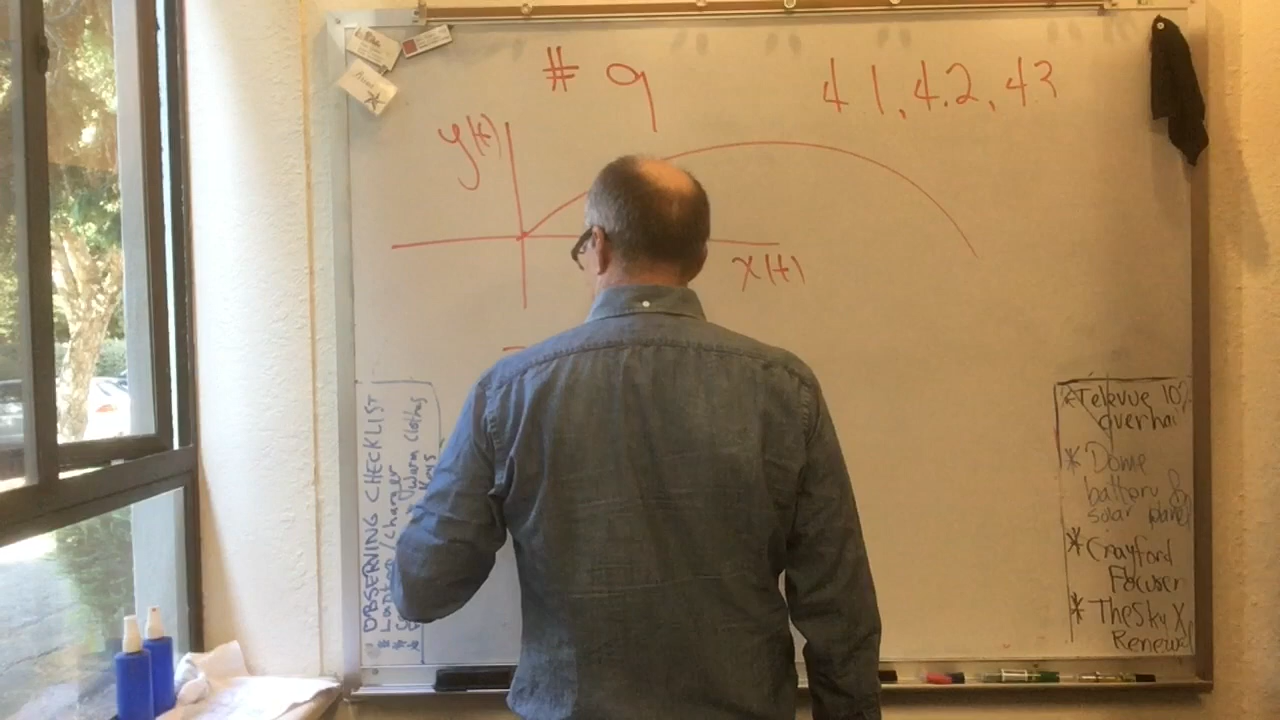 # 9
4.1, 4.2, 4.3
y(t)
x(t)
OBSERVING CHECKLIST
* Laptop/charger
Warm Clothes
Keys
* Televue 10%
overhaul
* Dome
battery &
solar panel
* Crayford
Focuser
* TheSky X
Renewal